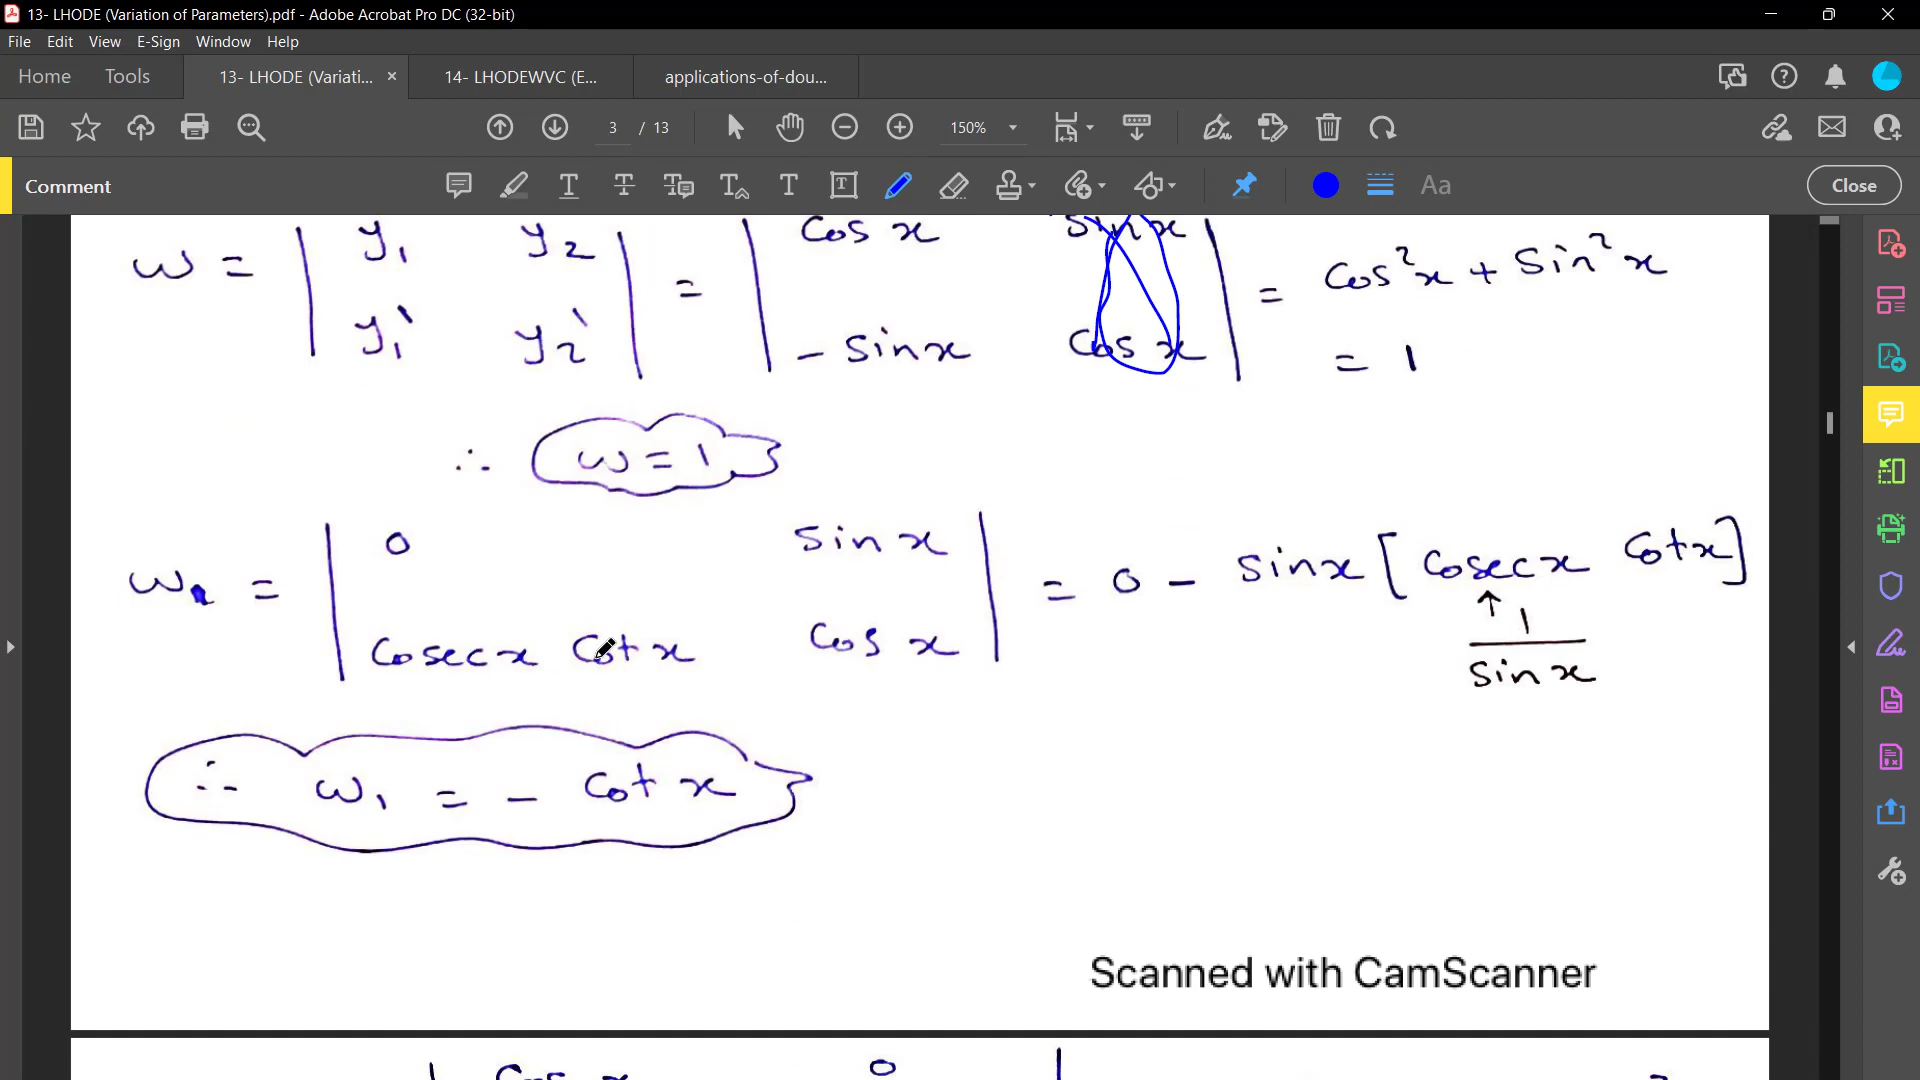 13- LHODE (Variation of Parameters).pdf - Adobe Acrobat Pro DC (32-bit)
File Edit View E-Sign Window Help
Home Tools 13- LHODE (Variati... × 14- LHODEWVC (E... applications-of-dou...
3 / 13 150%
Comment Aa Close
w = | y₁ y₂ | = | Cos x Sin x | = Cos²x + Sin²x
| y₁' y₂' | | - Sinx Cos x | = 1
∴ w = 1
w₁ = | 0 Sin x | = 0 - Sinx [Cosecx Cotx]
| Cosecx Cotx Cos x | ↑ 1
Sinx
∴ w₁ = - Cot x
Scanned with CamScanner
Cos x 0